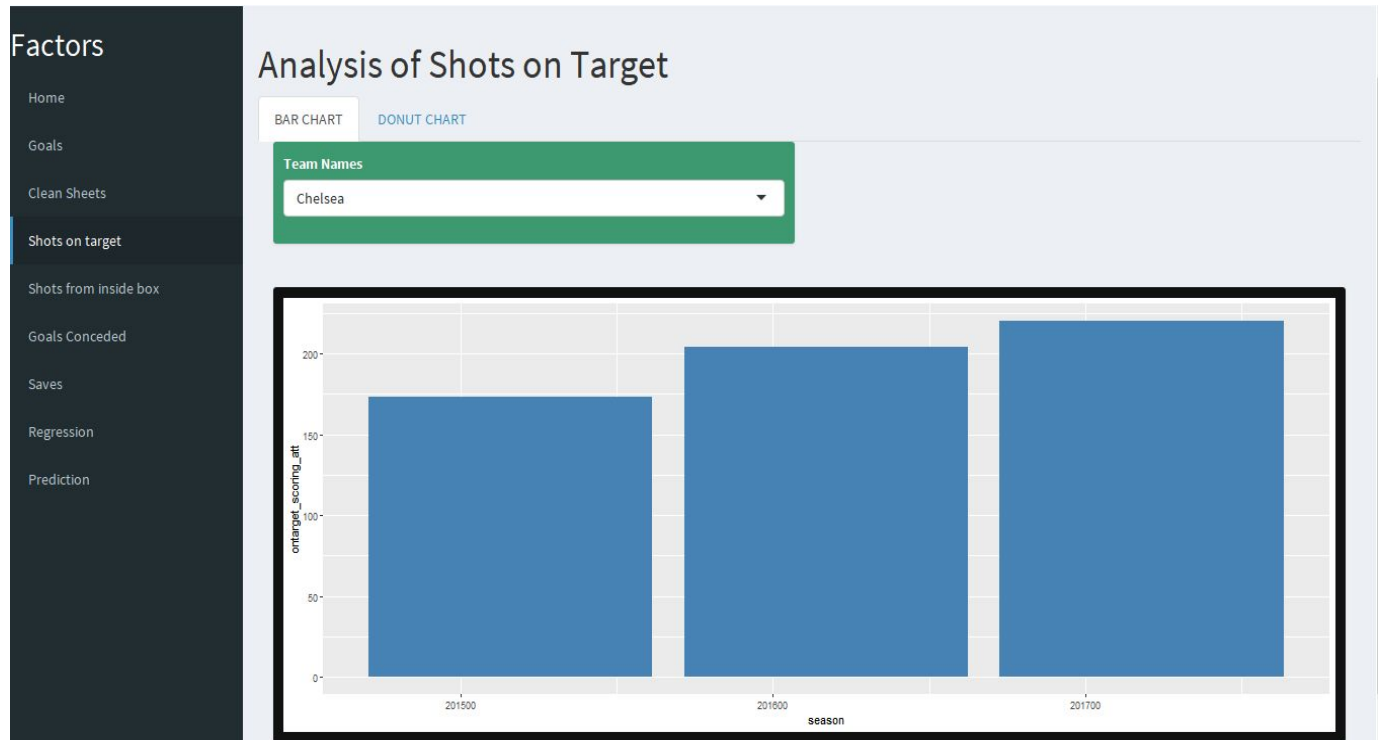 Factors
Home
Goals
Clean Sheets
Shots on target
Shots from inside box
Goals Conceded
Saves
Regression
Prediction
Analysis of Shots on Target
BAR CHART DONUT CHART
Team Names
Chelsea
ontarget_scoring_att
200
150
100
50
0
201500 201600 201700
season